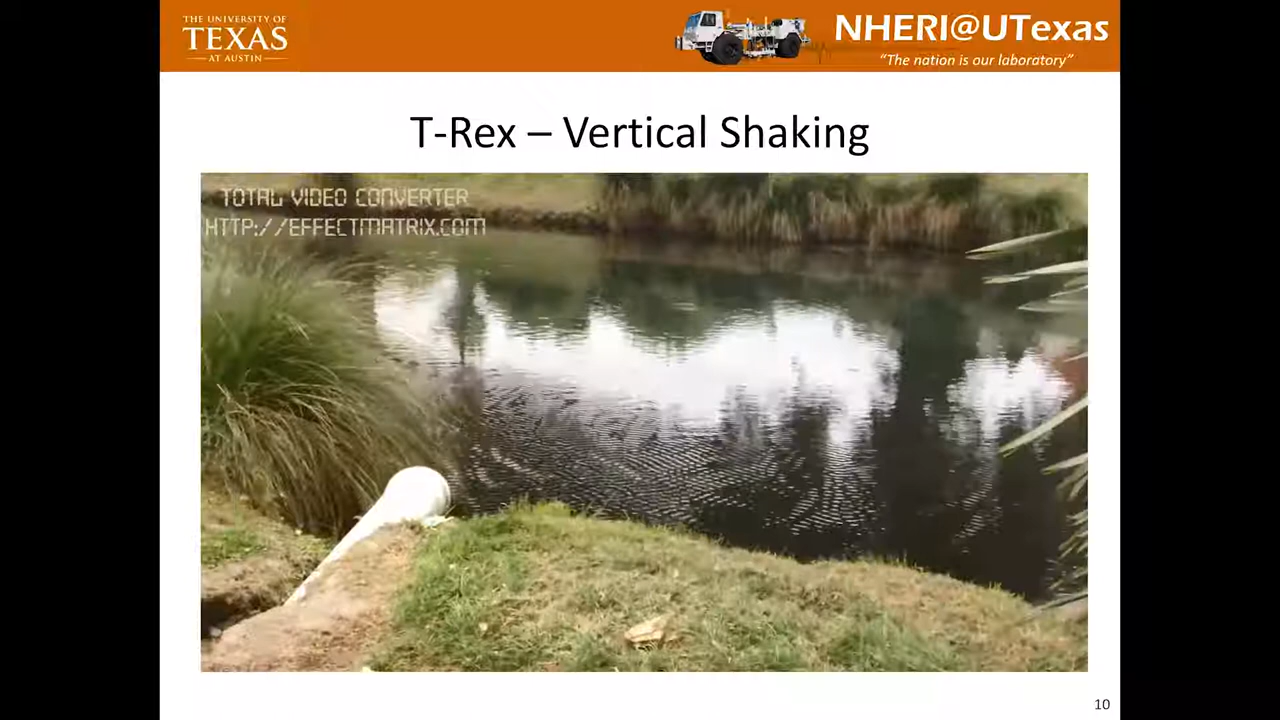 THE UNIVERSITY OF
TEXAS
AT AUSTIN
NHERI@UTexas
"The nation is our laboratory"
T-Rex – Vertical Shaking
TOTAL VIDEO CONVERTER
HTTP://EFFECTMATRIX.COM
10